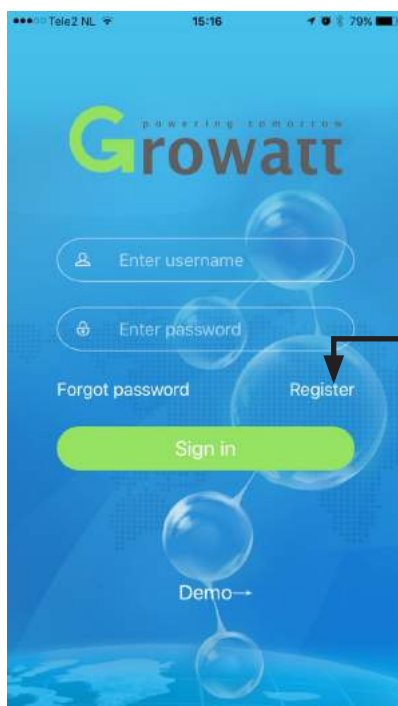 Tele2 NL 15:16 79%
powering tomorrow
Growatt
Enter username
Enter password
Forgot password Register
Sign in
Demo→